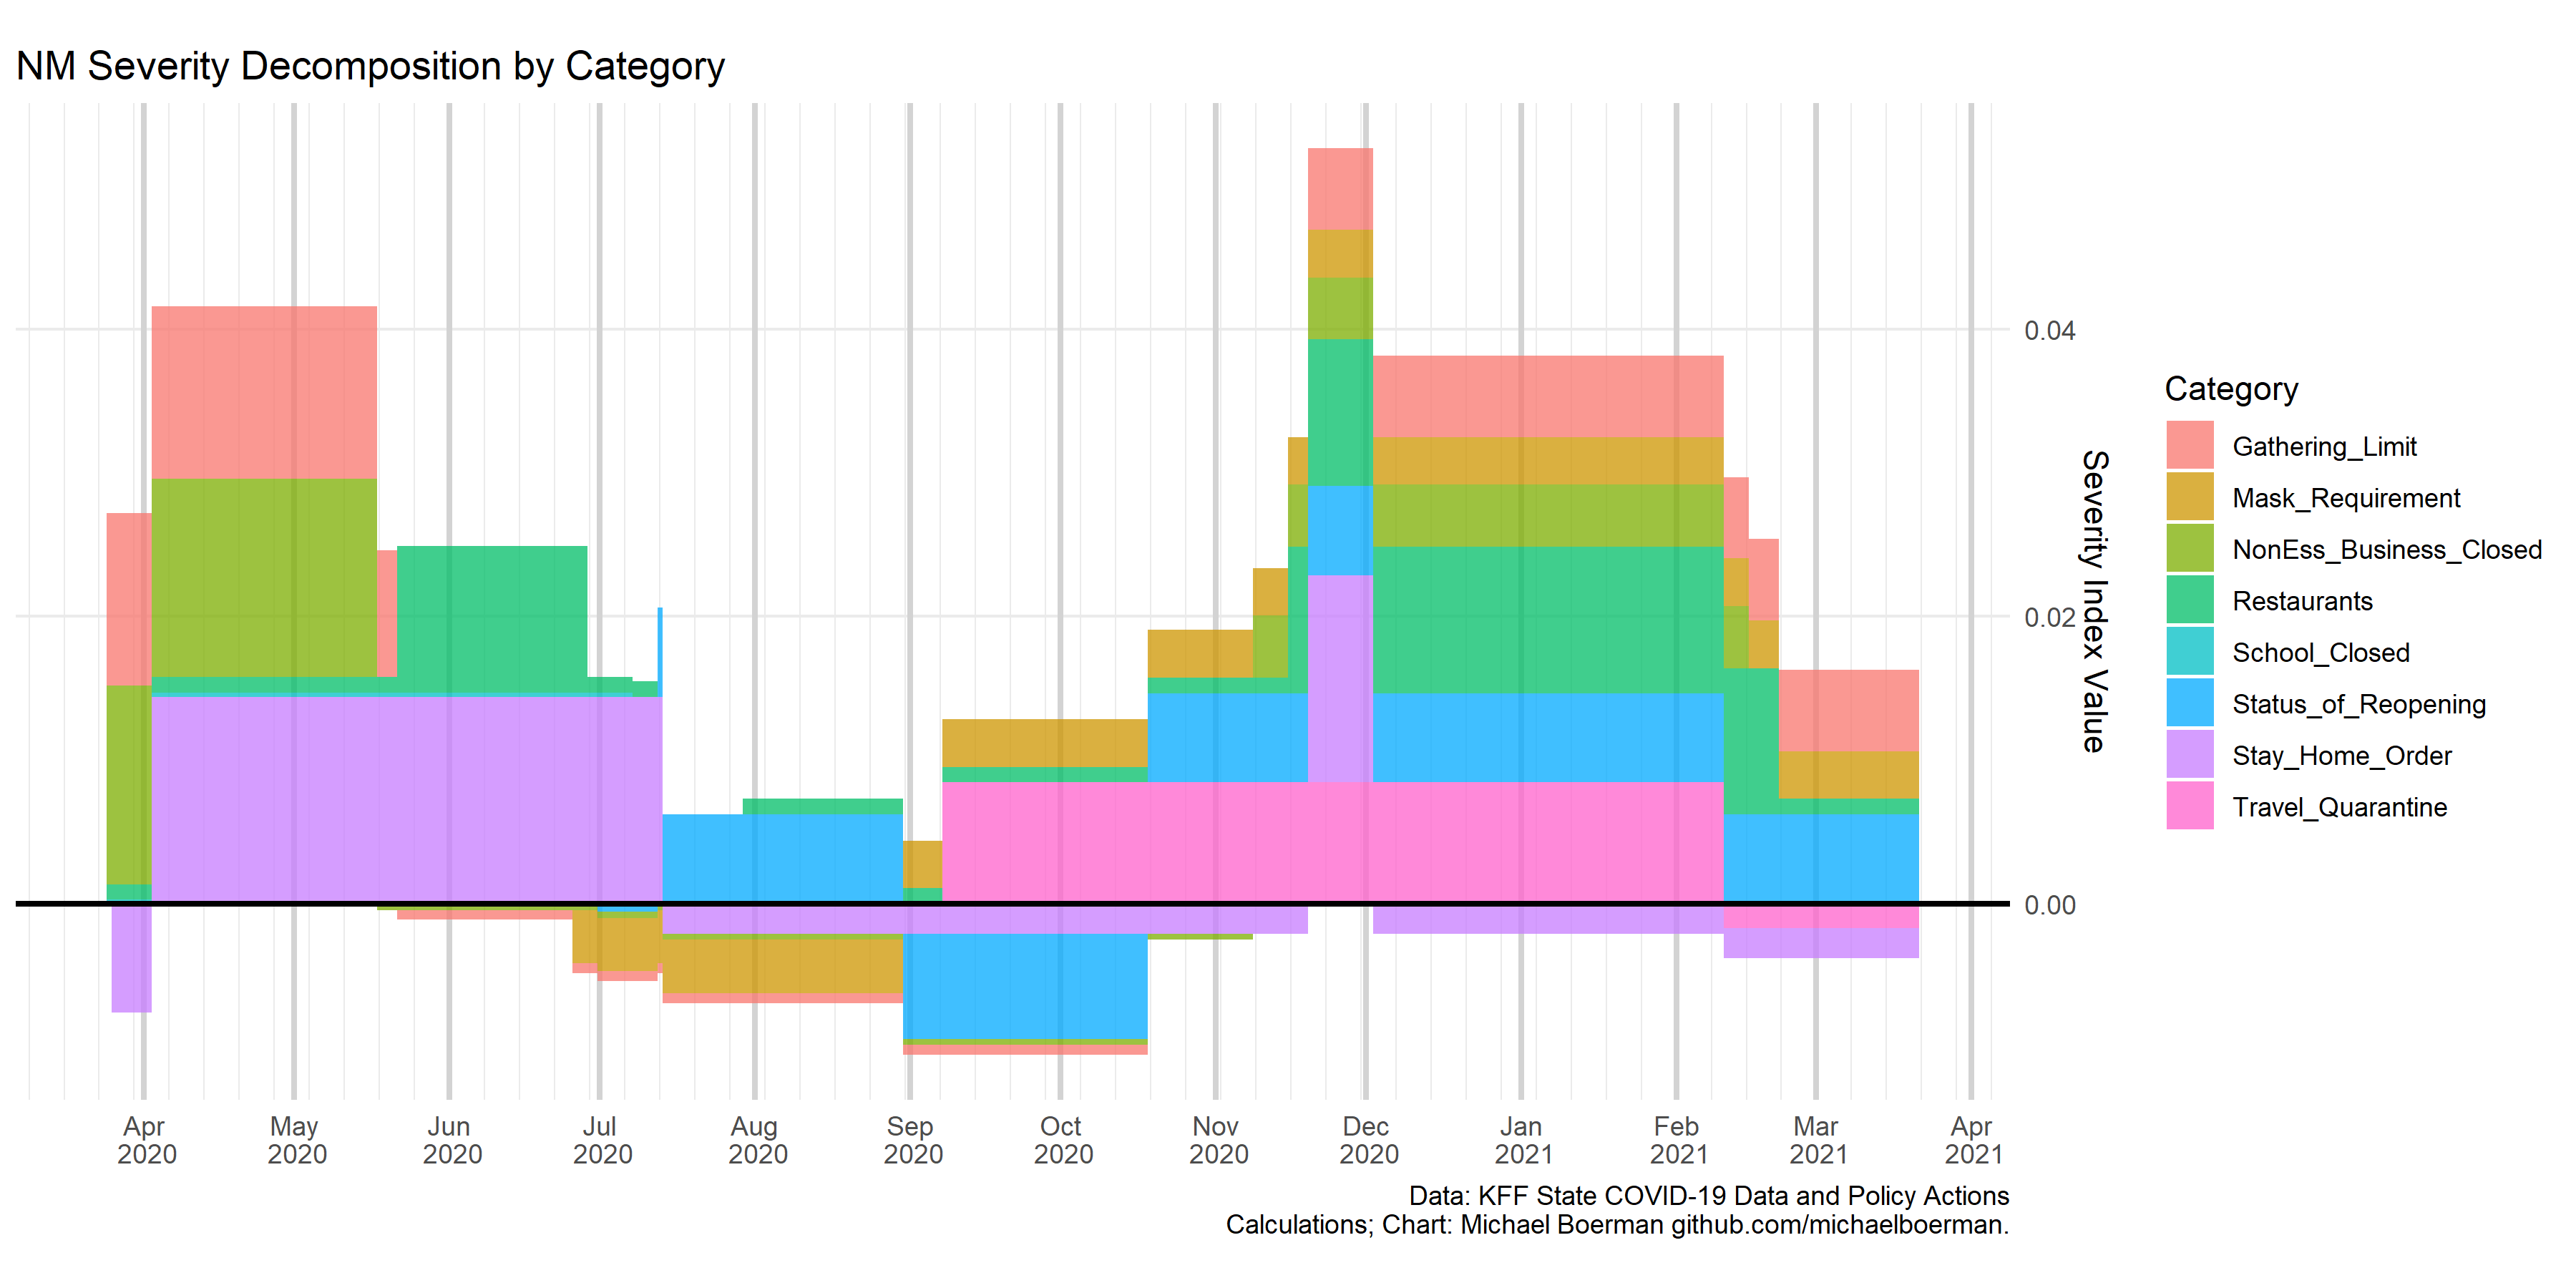 NM Severity Decomposition by Category
0.04
0.02
0.00
Severity Index Value
Category
Gathering_Limit
Mask_Requirement
NonEss_Business_Closed
Restaurants
School_Closed
Status_of_Reopening
Stay_Home_Order
Travel_Quarantine
Apr May Jun Jul Aug Sep Oct Nov Dec Jan Feb Mar Apr
2020 2020 2020 2020 2020 2020 2020 2020 2020 2021 2021 2021 2021
Data: KFF State COVID-19 Data and Policy Actions
Calculations; Chart: Michael Boerman github.com/michaelboerman.